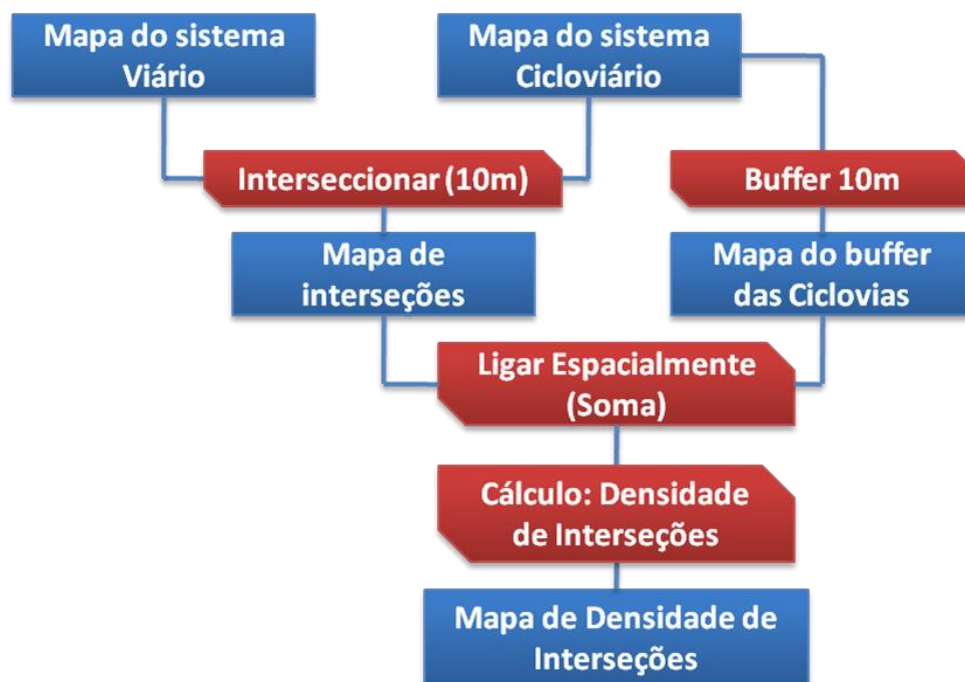 Mapa do sistema
Viário
Mapa do sistema
Cicloviário
Interseccionar (10m)
Buffer 10m
Mapa de
interseções
Mapa do buffer
das Ciclovias
Ligar Espacialmente
(Soma)
Cálculo: Densidade
de Interseções
Mapa de Densidade de
Interseções